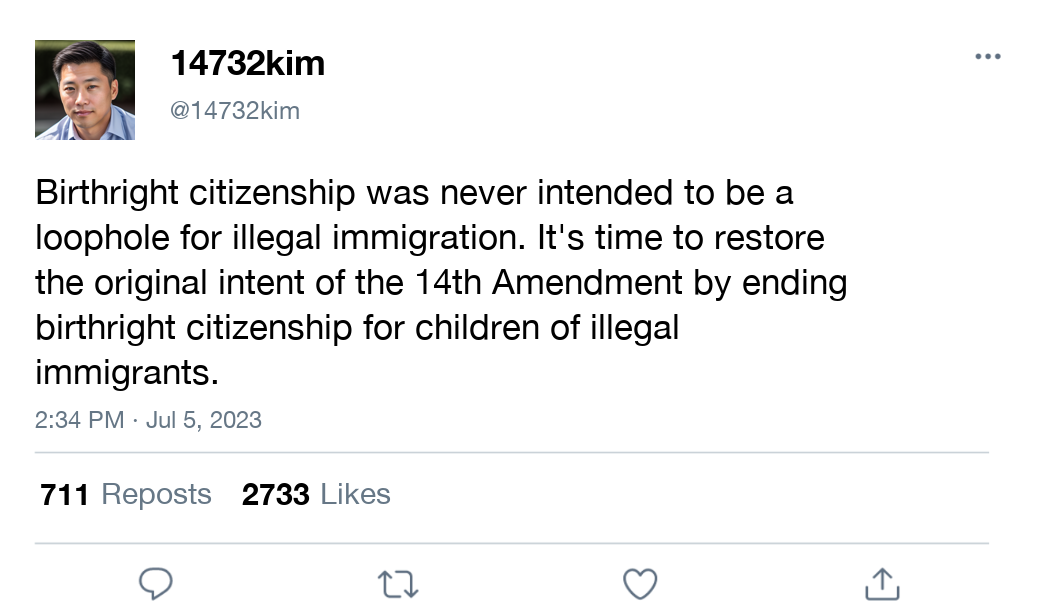 14732kim
@14732kim
Birthright citizenship was never intended to be a
loophole for illegal immigration. It's time to restore
the original intent of the 14th Amendment by ending
birthright citizenship for children of illegal
immigrants.
2:34 PM · Jul 5, 2023
711 Reposts 2733 Likes